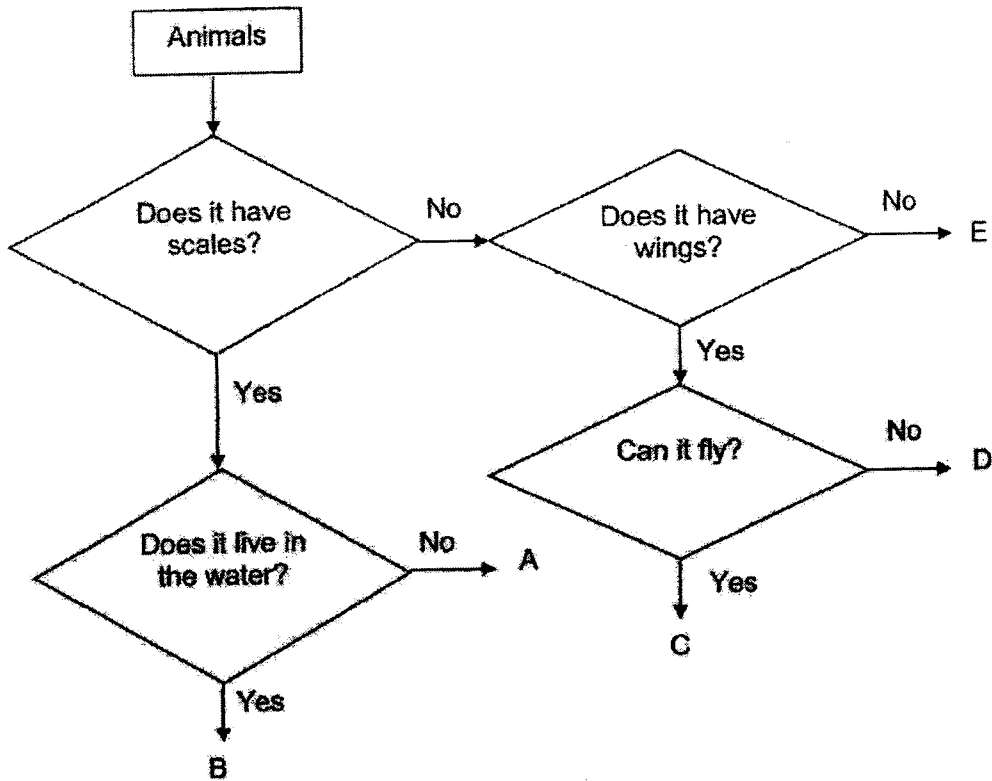 Animals
Does it have
scales?
No
Does it have
wings?
No
E
Yes
Yes
Can it fly?
No
D
Does it live in
the water?
No
A
Yes
C
Yes
B